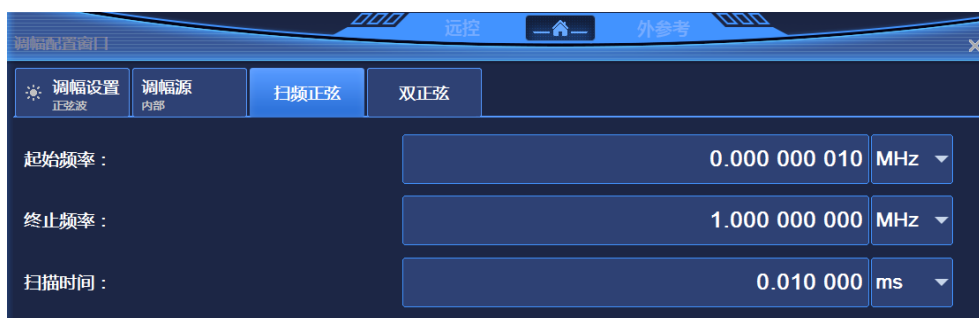 远控 外参考
调幅配置窗口
调幅设置 调幅源 扫频正弦 双正弦
正弦波 内部
起始频率： 0.000 000 010 MHz
终止频率： 1.000 000 000 MHz
扫描时间： 0.010 000 ms